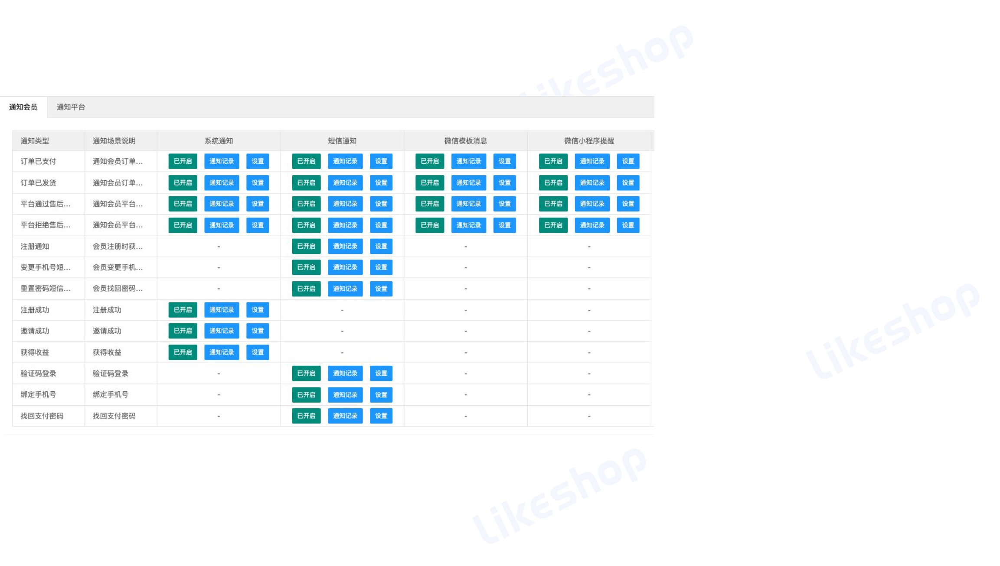 Likeshop
通知会员 通知平台
通知类型 通知场景说明 系统通知 短信通知 微信模板消息 微信小程序提醒
订单已支付 通知会员订单... 已开启 通知记录 设置 已开启 通知记录 设置 已开启 通知记录 设置 已开启 通知记录 设置
订单已发货 通知会员订单... 已开启 通知记录 设置 已开启 通知记录 设置 已开启 通知记录 设置 已开启 通知记录 设置
平台通过售后... 通知会员平台... 已开启 通知记录 设置 已开启 通知记录 设置 已开启 通知记录 设置 已开启 通知记录 设置
平台拒绝售后... 通知会员平台... 已开启 通知记录 设置 已开启 通知记录 设置 已开启 通知记录 设置 已开启 通知记录 设置
注册通知 会员注册时获... - 已开启 通知记录 设置 - -
变更手机号短... 会员变更手机... - 已开启 通知记录 设置 - -
重置密码短信... 会员找回密码... - 已开启 通知记录 设置 - -
注册成功 注册成功 已开启 通知记录 设置 - - -
邀请成功 邀请成功 已开启 通知记录 设置 - - -
获得收益 获得收益 已开启 通知记录 设置 - - -
验证码登录 验证码登录 - 已开启 通知记录 设置 - -
绑定手机号 绑定手机号 - 已开启 通知记录 设置 - -
找回支付密码 找回支付密码 - 已开启 通知记录 设置 - -
Likeshop
Likeshop